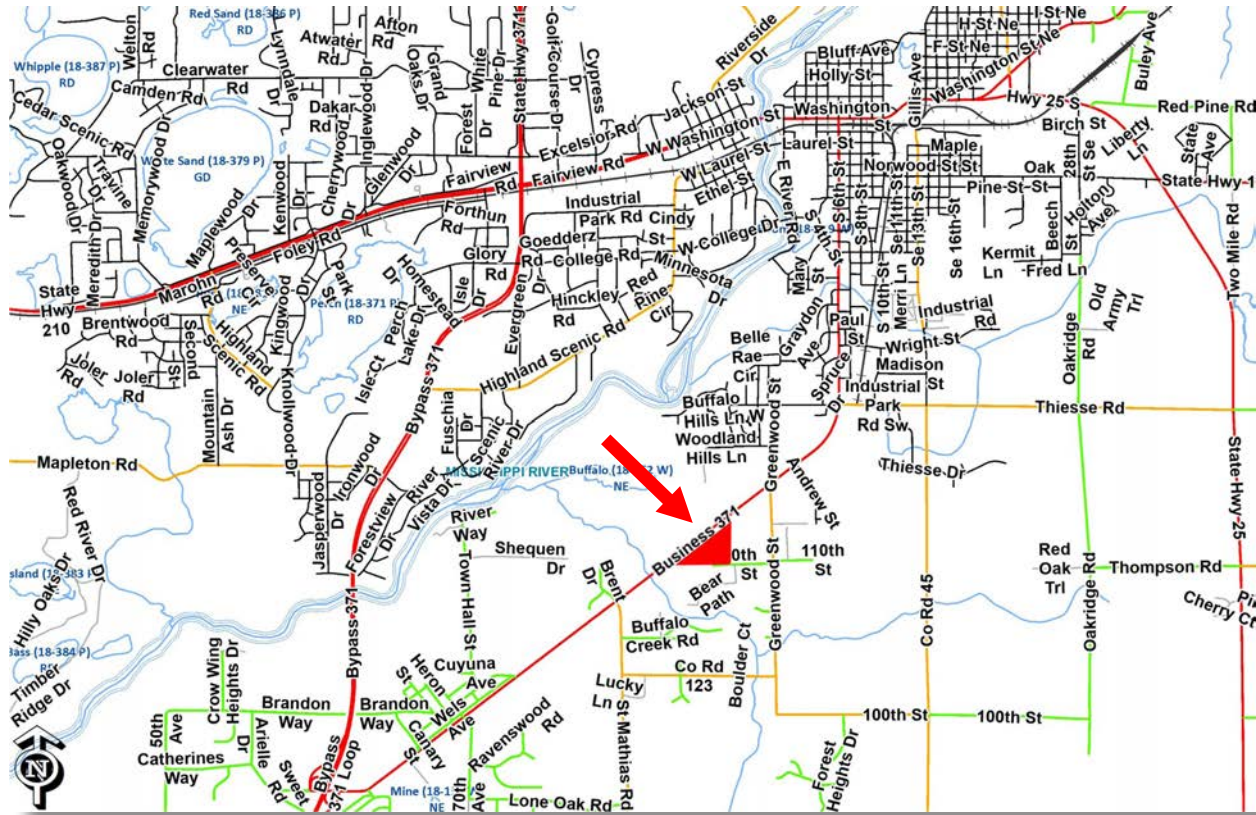 Red Sand (18-386 P)
RD
Welton
Rd
Lynndale
Dr
Atwater
Rd
Afton
Rd
Oaks Dr
Grand
Forest
Dr
White
Pine Dr
State Hwy 371
Golf Course
Dr
Cypress
Dr
Riverside
Dr
Bluff Ave
Holly St
H St Ne
I St Ne
F St Ne
Washington St Ne
Gillis Ave
Buley Ave
Whipple (18-387 P)
RD
Clearwater
Rd
Camden Rd
Cedar Scenic Rd
Dakar
Rd
Inglewood Dr
Jackson St
Excelsior Rd
W Washington St
Washington
St
Hwy 25 S
Red Pine Rd
Birch St
Liberty
Ln
State
Ave
Oakwood Dr
Travine
Dr
Memorywood Dr
White Sand (18-379 P)
GD
Kenwood
Dr
Cherrywood
Dr
Glenwood
Dr
Fairview
Rd
Fairview Rd
W Laurel St
Laurel St
Ethel St
Norwood St
Maple
St
Oak
28th
St Se
State Hwy 1
Pine St
Meredith Dr
Maplewood
Dr
Forthun
Rd
Industrial
Park Rd
Cindy
St
E River Rd
S 6th St
S 4th St
S 8th St
Se 11th St
Se 13th St
Se 16th St
Beech
St
Holton
Ave
Two Mile Rd
Foley Rd
Marohn
Rd
Preserve
Ct
Park
St
Goedderz
Rd
Glory
Rd
College Rd
W College Dr
Minnesota
Dr
Mary
St
Kermit
Ln
Fred Ln
State
Hwy
210
NE
Perch (18-371 P)
RD
Homestead
Dr
Isle
Dr
Hinckley
Rd
Red
Pine
Cir
S 10th St
Merri Ln
Industrial
Rd
Old
Army
Trl
Brentwood
Rd
Second
St
Highland
Scenic Rd
Kingwood
Dr
Perch
Lake Dr
Evergreen
Dr
Belle
Rae
Cir
Graydon
Ave
Paul
St
Wright St
Madison
St
Oakridge
Rd
Joler
Rd
Joler
Rd
Mountain
Ash Dr
Knollwood Dr
Isle Ct
Bypass 371
Highland Scenic Rd
Buffalo
Hills Ln W
Woodland
Hills Ln
Greenwood St
Spruce
Dr
Industrial
Park
Rd Sw
Thiesse Rd
Thiesse Dr
Mapleton Rd
Fuschia
Dr
Scenic
River Dr
MISSISSIPPI RIVER
NE
Andrew St
State Hwy 25
Red River
Dr
Jasperwood
Dr
Ironwood
Dr
Forestview
Dr
River
Vista Dr
River
Way
Shequen
Dr
Business 371
0th
St
110th
St
Red
Oak
Trl
Thompson Rd
Hilly Oaks Dr
Brent
Dr
Bear
Path
Greenwood St
Co Rd 45
Oakridge Rd
Cherry Ct
Bypass 371
Town Hall St
Buffalo
Creek Rd
Boulder Ct
Timber
Ridge Dr
Crow Wing
Heights Dr
Heron
St
Cuyuna
Ave
Co Rd
123
Lucky
Ln
St Mathias Rd
Brandon
Way
Brandon
Way
Wels
Ave
Canary
St
Ravenswood
Rd
100th St
100th St
50th
Ave
Arielle
Dr
Catherines
Way
Sweet
Rd
Bypass
371 Loop
NE
70th
Ave
Lone Oak Rd
Forest
Heights Dr
N